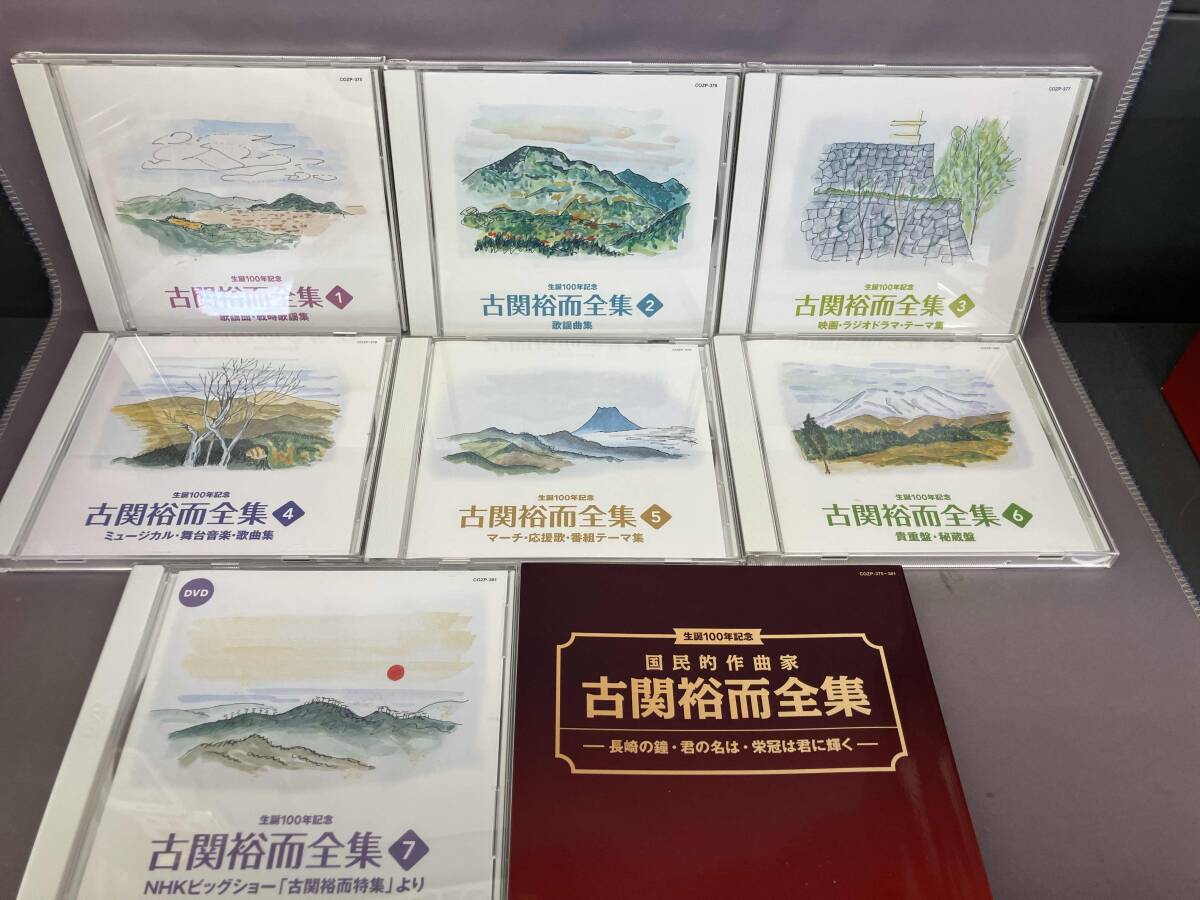 COZP-375
生誕100年記念
古関裕而全集 1
歌謡曲・戦時歌謡集
COZP-376
生誕100年記念
古関裕而全集 2
歌謡曲集
COZP-377
生誕100年記念
古関裕而全集 3
映画・ラジオドラマ・テーマ集
生誕100年記念
古関裕而全集 4
ミュージカル・舞台音楽・歌曲集
生誕100年記念
古関裕而全集 5
マーチ・応援歌・番組テーマ集
生誕100年記念
古関裕而全集 6
貴重盤・秘蔵盤
DVD
COZP-381
生誕100年記念
古関裕而全集 7
NHKビッグショー「古関裕而特集」より
COZP-375~381
生誕100年記念
国民的作曲家
古関裕而全集
―長崎の鐘・君の名は・栄冠は君に輝く―